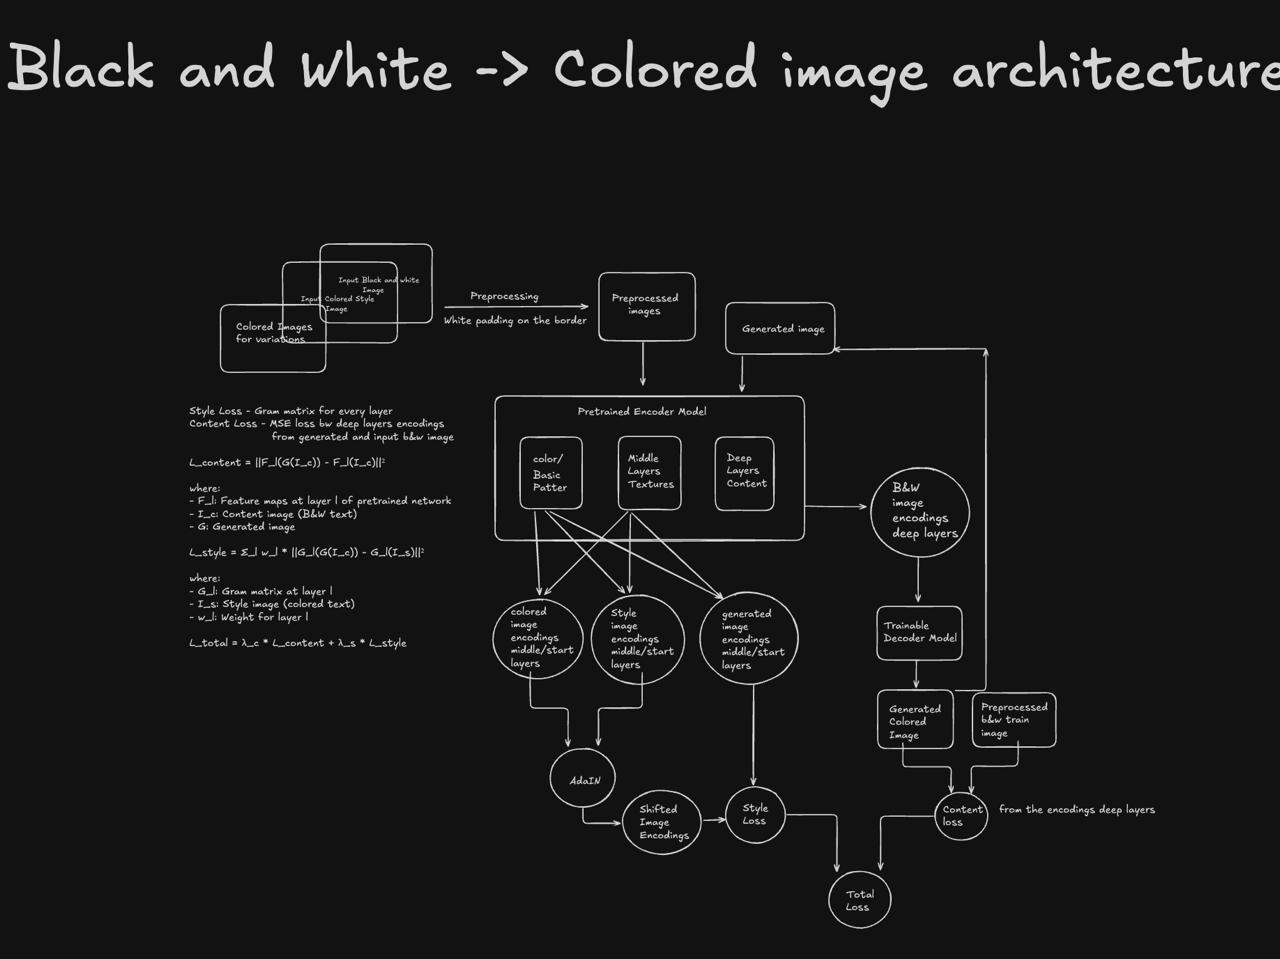 Black and White -> Colored image architecture
Input Black and white
Image
Input Colored Style
Image
Colored Images
for variations
Preprocessing
White padding on the border
Preprocessed
images
Generated image
Style Loss - Gram matrix for every layer
Content Loss - MSE loss bw deep layers encodings
from generated and input b&w image
L_content = ||F_l(G(I_c)) - F_l(I_c)||²
where:
- F_l: Feature maps at layer l of pretrained network
- I_c: Content image (B&W text)
- G: Generated image
L_style = Σ_l w_l * ||G_l(G(I_c)) - G_l(I_s)||²
where:
- G_l: Gram matrix at layer l
- I_s: Style image (colored text)
- w_l: Weight for layer l
L_total = λ_c * L_content + λ_s * L_style
Pretrained Encoder Model
color/
Basic
Patter
Middle
Layers
Textures
Deep
Layers
Content
B&W
image
encodings
deep layers
colored
image
encodings
middle/start
layers
Style
image
encodings
middle/start
layers
generated
image
encodings
middle/start
layers
Trainable
Decoder Model
Generated
Colored
Image
Preprocessed
b&w train
image
AdaIN
Shifted
Image
Encodings
Style
Loss
Content
loss
from the encodings deep layers
Total
Loss